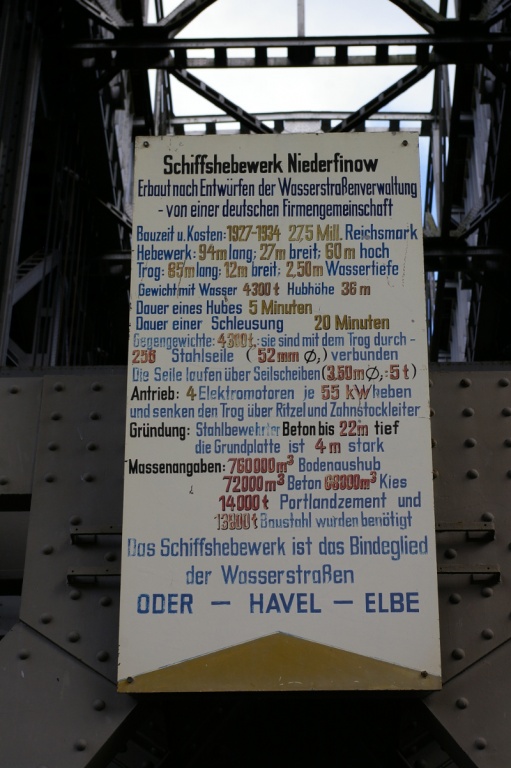 Schiffshebewerk Niederfinow
Erbaut nach Entwürfen der Wasserstraßenverwaltung
- von einer deutschen Firmengemeinschaft
Bauzeit u. Kosten: 1927-1934 27,5 Mill. Reichsmark
Hebewerk: 94m lang; 27m breit; 60m hoch
Trog: 85m lang; 12m breit; 2,50m Wassertiefe
Gewicht mit Wasser 4300t Hubhöhe 36m
Dauer eines Hubes 5 Minuten
Dauer einer Schleusung 20 Minuten
Gegengewichte: t.: sie sind mit dem Trog durch -
256 Stahlseile (52mm Ø,) verbunden
Die Seile laufen über Seilscheiben (3,50m Ø,-5t)
Antrieb: 4 Elektromotoren je 55 kW heben
und senken den Trog über Ritzel und Zahnstockleiter
Gründung: Stahlbewehrter Beton bis 22m tief
die Grundplatte ist 4m stark
Massenangaben: 760000m³ Bodenaushub
72000m³ Beton m³ Kies
14000t Portlandzement und
Baustahl wurden benötigt
Das Schiffshebewerk ist das Bindeglied
der Wasserstraßen
ODER - HAVEL - ELBE